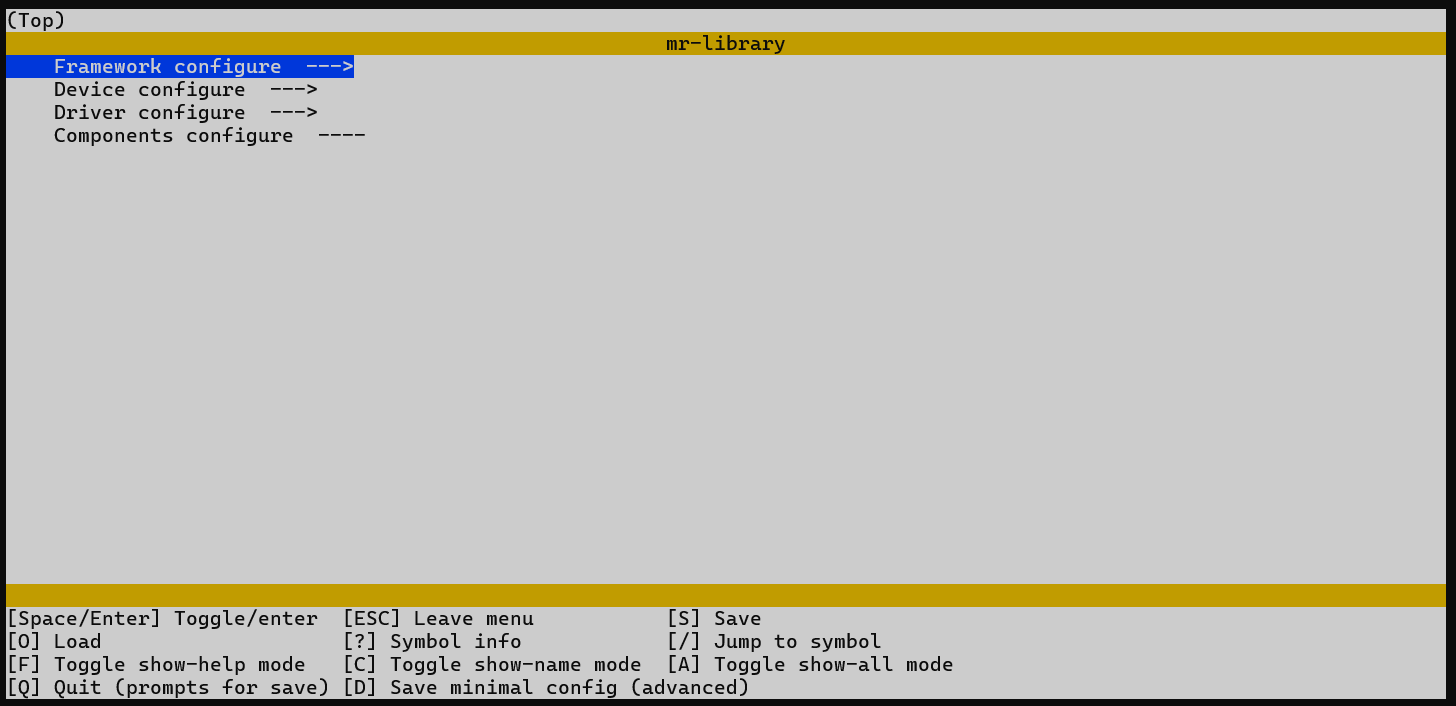 (Top)
mr-library
Framework configure  --->
Device configure  --->
Driver configure  --->
Components configure  ----
[Space/Enter] Toggle/enter  [ESC] Leave menu           [S] Save
[O] Load                    [?] Symbol info            [/] Jump to symbol
[F] Toggle show-help mode   [C] Toggle show-name mode  [A] Toggle show-all mode
[Q] Quit (prompts for save) [D] Save minimal config (advanced)